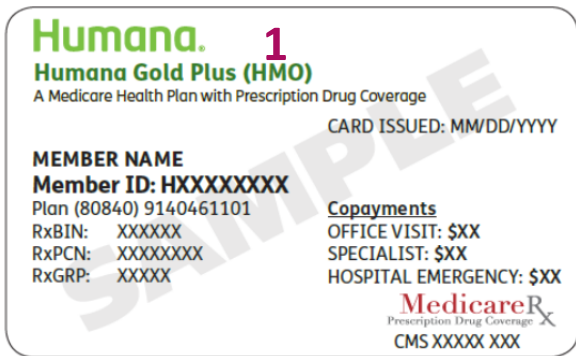 Humana.
1
Humana Gold Plus (HMO)
A Medicare Health Plan with Prescription Drug Coverage
CARD ISSUED: MM/DD/YYYY
MEMBER NAME
Member ID: HXXXXXXXX
Plan (80840) 9140461101
RxBIN: XXXXXX
RxPCN: XXXXXXXX
RxGRP: XXXXX
Copayments
OFFICE VISIT: $XX
SPECIALIST: $XX
HOSPITAL EMERGENCY: $XX
MedicareRx
Prescription Drug Coverage
CMS XXXXX XXX
SAMPLE